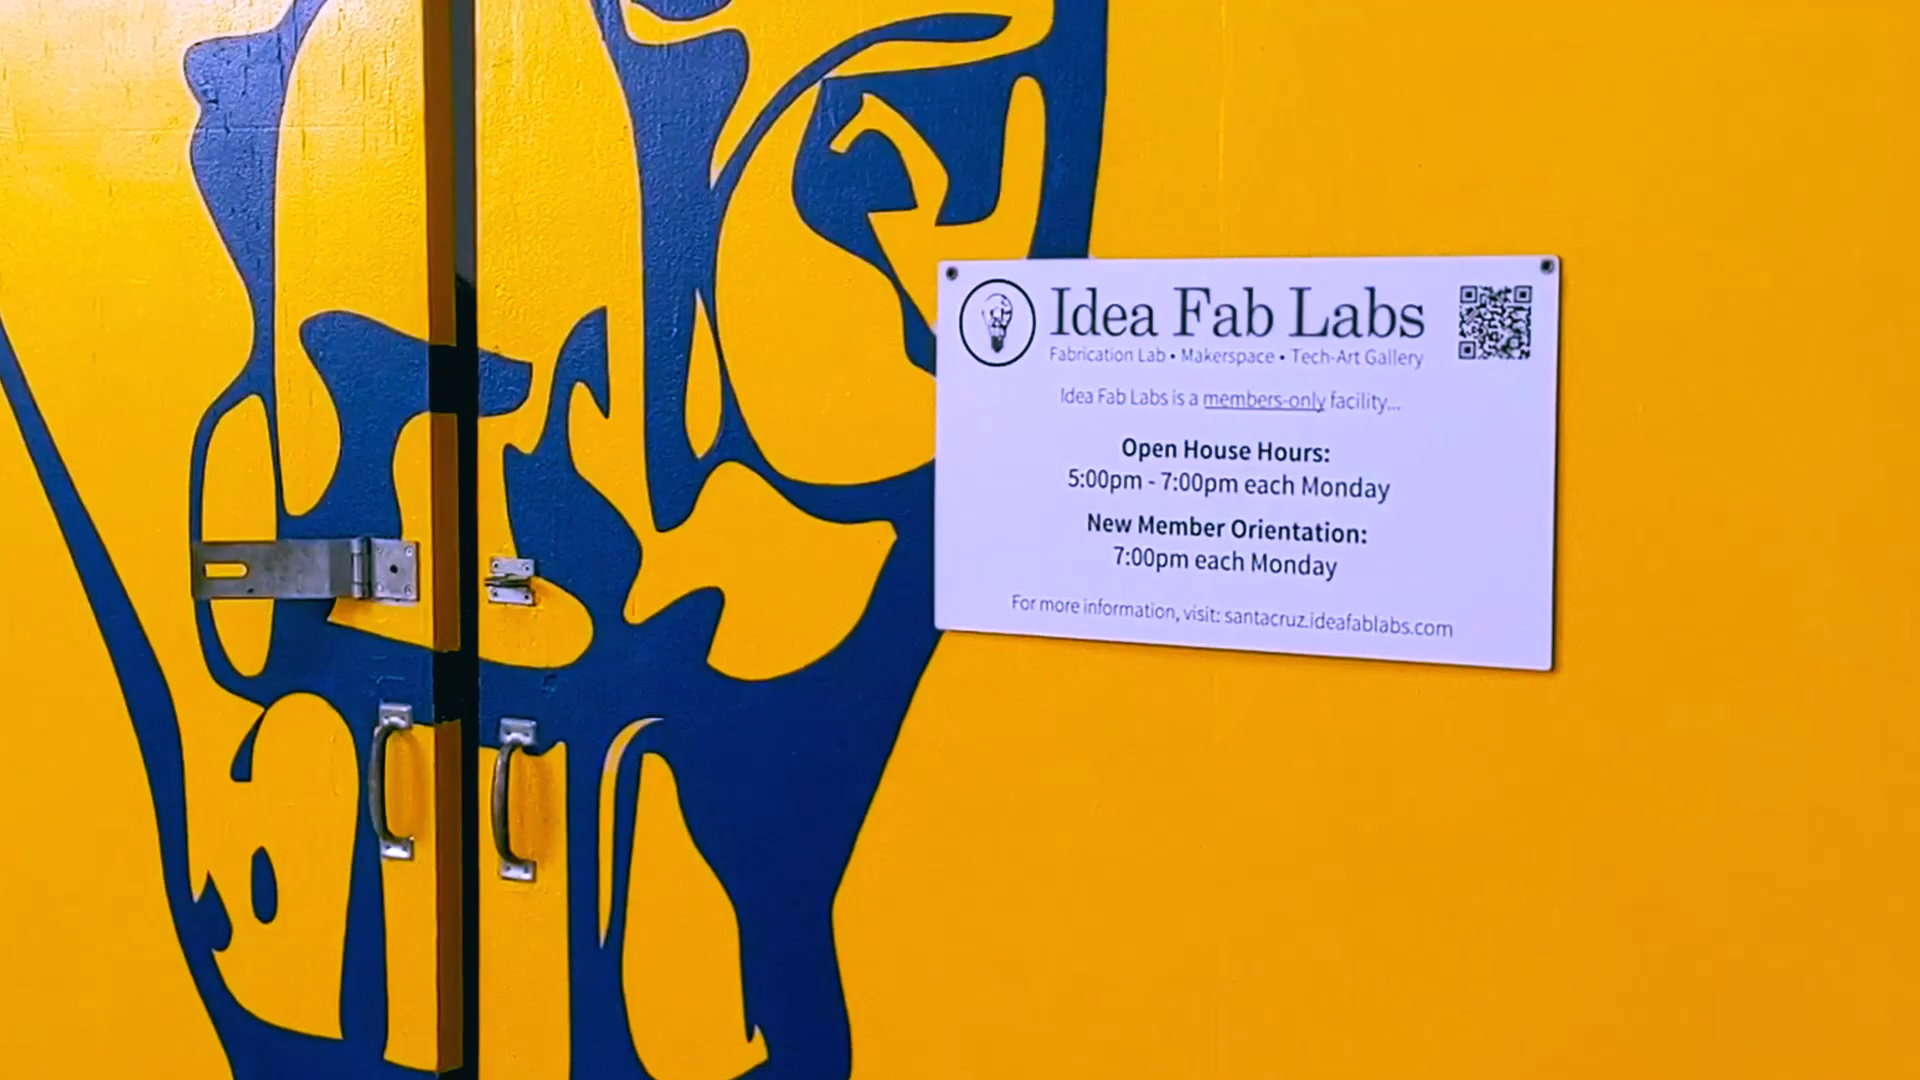 Idea Fab Labs
Fabrication Lab • Makerspace • Tech-Art Gallery
Idea Fab Labs is a members-only facility...
Open House Hours:
5:00pm - 7:00pm each Monday
New Member Orientation:
7:00pm each Monday
For more information, visit: santacruz.ideafablabs.com